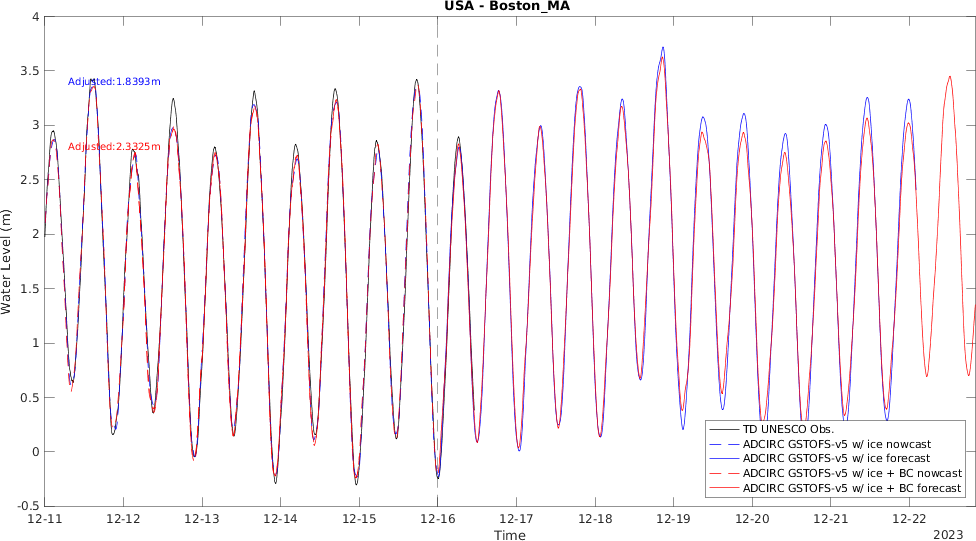 USA - Boston_MA
4
3.5
3
2.5
2
1.5
1
0.5
0
-0.5
Water Level (m)
Adjusted:1.8393m
Adjusted:2.3325m
TD UNESCO Obs.
ADCIRC GSTOFS-v5 w/ ice nowcast
ADCIRC GSTOFS-v5 w/ ice forecast
ADCIRC GSTOFS-v5 w/ ice + BC nowcast
ADCIRC GSTOFS-v5 w/ ice + BC forecast
12-11 12-12 12-13 12-14 12-15 12-16 12-17 12-18 12-19 12-20 12-21 12-22
Time
2023